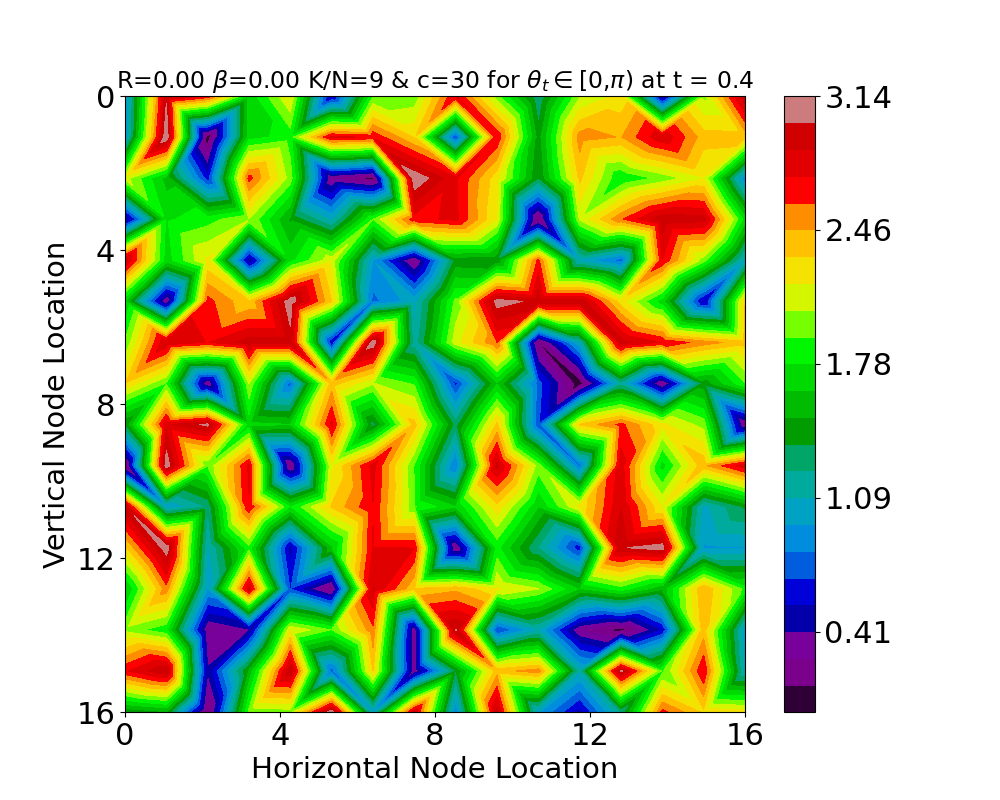 R=0.00 β=0.00 K/N=9 & c=30 for θₜ∈[0,π) at t = 0.4
0
4
8
12
16
0 4 8 12 16
Vertical Node Location
Horizontal Node Location
3.14
2.46
1.78
1.09
0.41